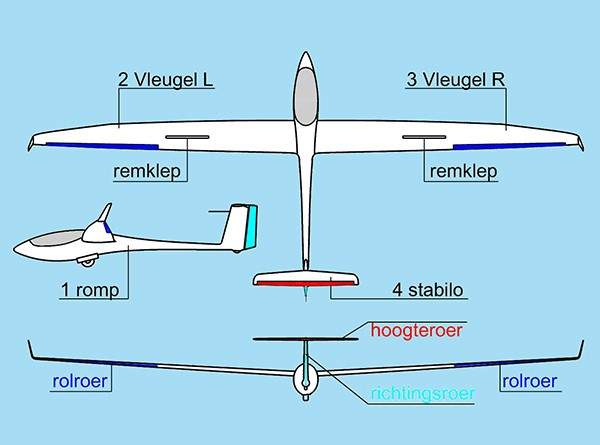 2 Vleugel L
3 Vleugel R
remklep
remklep
1 romp
4 stabilo
hoogteroer
rolroer
richtingsroer
rolroer